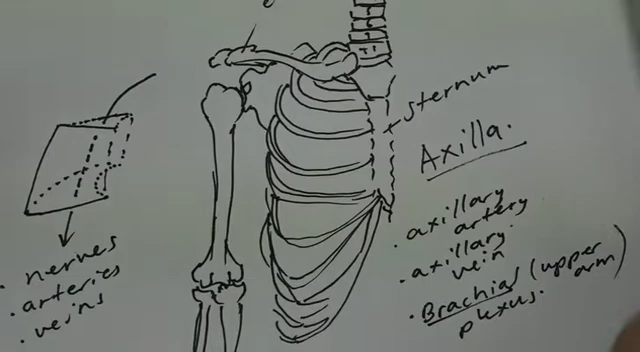 sternum
Axilla.
. axillary
artery
. axillary
vein
. Brachial (upper
arm)
plexus.
. nerves
. arteries
. veins